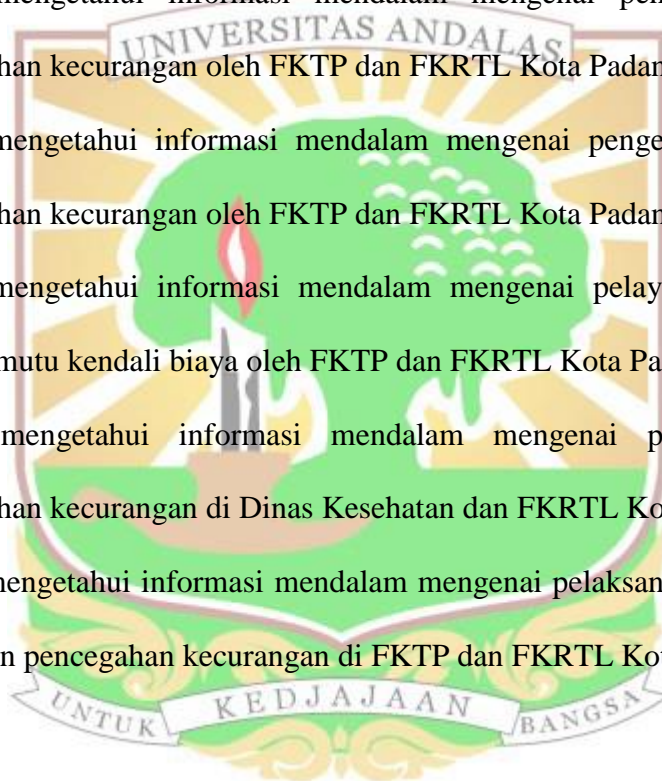 mengetahui informasi mendalam mengenai pen
UNIVERSITAS ANDALAS
han kecurangan oleh FKTP dan FKRTL Kota Padan
mengetahui informasi mendalam mengenai penge
han kecurangan oleh FKTP dan FKRTL Kota Padan
mengetahui informasi mendalam mengenai pelay
mutu kendali biaya oleh FKTP dan FKRTL Kota Pa
mengetahui informasi mendalam mengenai p
han kecurangan di Dinas Kesehatan dan FKRTL Ko
mengetahui informasi mendalam mengenai pelaksan
n pencegahan kecurangan di FKTP dan FKRTL Kot
UNTUK KEDJAJAAN BANGSA